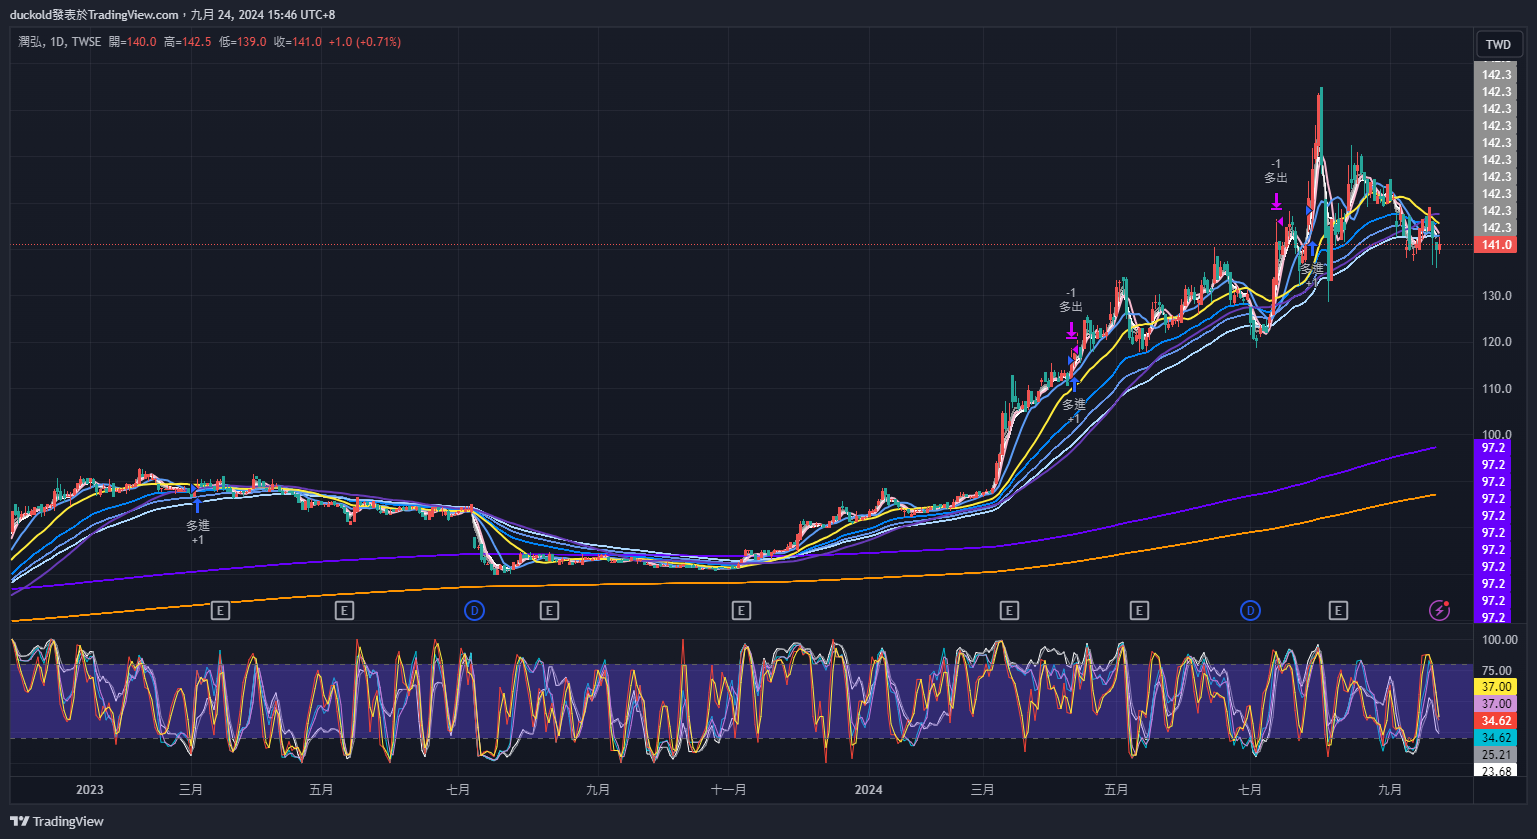 duckold發表於TradingView.com，九月 24, 2024 15:46 UTC+8
潤弘, 1D, TWSE 開=140.0 高=142.5 低=139.0 收=141.0 +1.0 (+0.71%)
TWD
142.3
142.3
142.3
142.3
142.3
142.3
142.3
142.3
142.3
142.3
141.0
130.0
120.0
110.0
100.0
97.2
97.2
97.2
97.2
97.2
97.2
97.2
97.2
97.2
97.2
97.2
-1
多出
多進
+1
-1
多出
多進
+1
多進
+1
E
E
D
E
E
E
E
D
E
100.00
75.00
37.00
37.00
34.62
34.62
25.21
23.68
2023
三月
五月
七月
九月
十一月
2024
三月
五月
七月
九月
TradingView